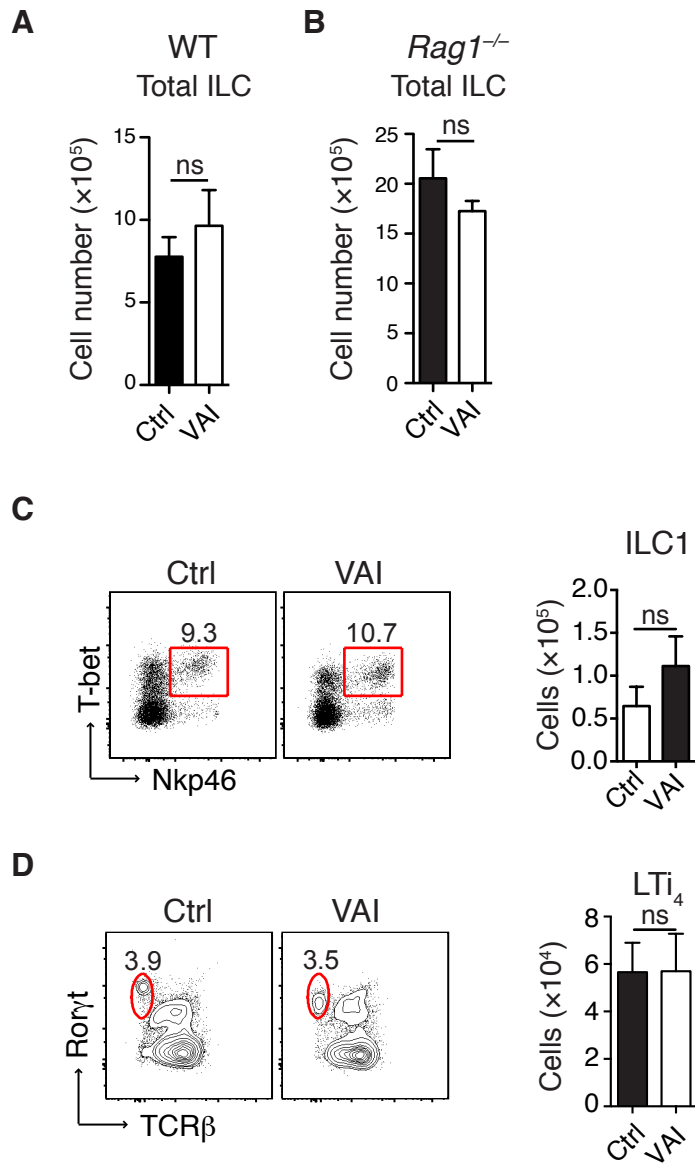 A
WT
Total ILC
Cell number (×10⁵)
15
10
5
0
ns
Ctrl
VAI
B
Rag1⁻/⁻
Total ILC
Cell number (×10⁵)
25
20
15
10
5
0
ns
Ctrl
VAI
C
Ctrl
VAI
9.3
10.7
T-bet
Nkp46
ILC1
Cells (×10⁵)
2.0
1.5
1.0
0.5
0.0
ns
Ctrl
VAI
D
Ctrl
VAI
3.9
3.5
Rorγt
TCRβ
LTi₄
Cells (×10⁴)
8
6
4
2
0
ns
Ctrl
VAI